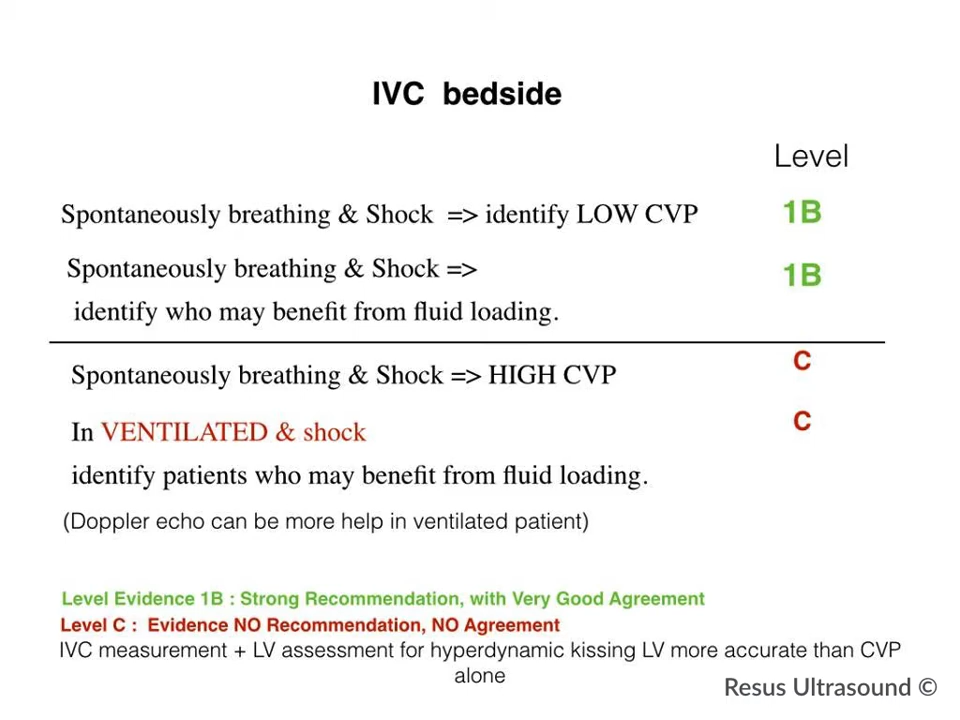 IVC bedside
Level
Spontaneously breathing & Shock => identify LOW CVP 1B
Spontaneously breathing & Shock => 1B
identify who may benefit from fluid loading.
Spontaneously breathing & Shock => HIGH CVP C
In VENTILATED & shock C
identify patients who may benefit from fluid loading.
(Doppler echo can be more help in ventilated patient)
Level Evidence 1B : Strong Recommendation, with Very Good Agreement
Level C : Evidence NO Recommendation, NO Agreement
IVC measurement + LV assessment for hyperdynamic kissing LV more accurate than CVP
alone
Resus Ultrasound ©